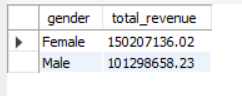 gender total_revenue
Female 150207136.02
Male 101298658.23